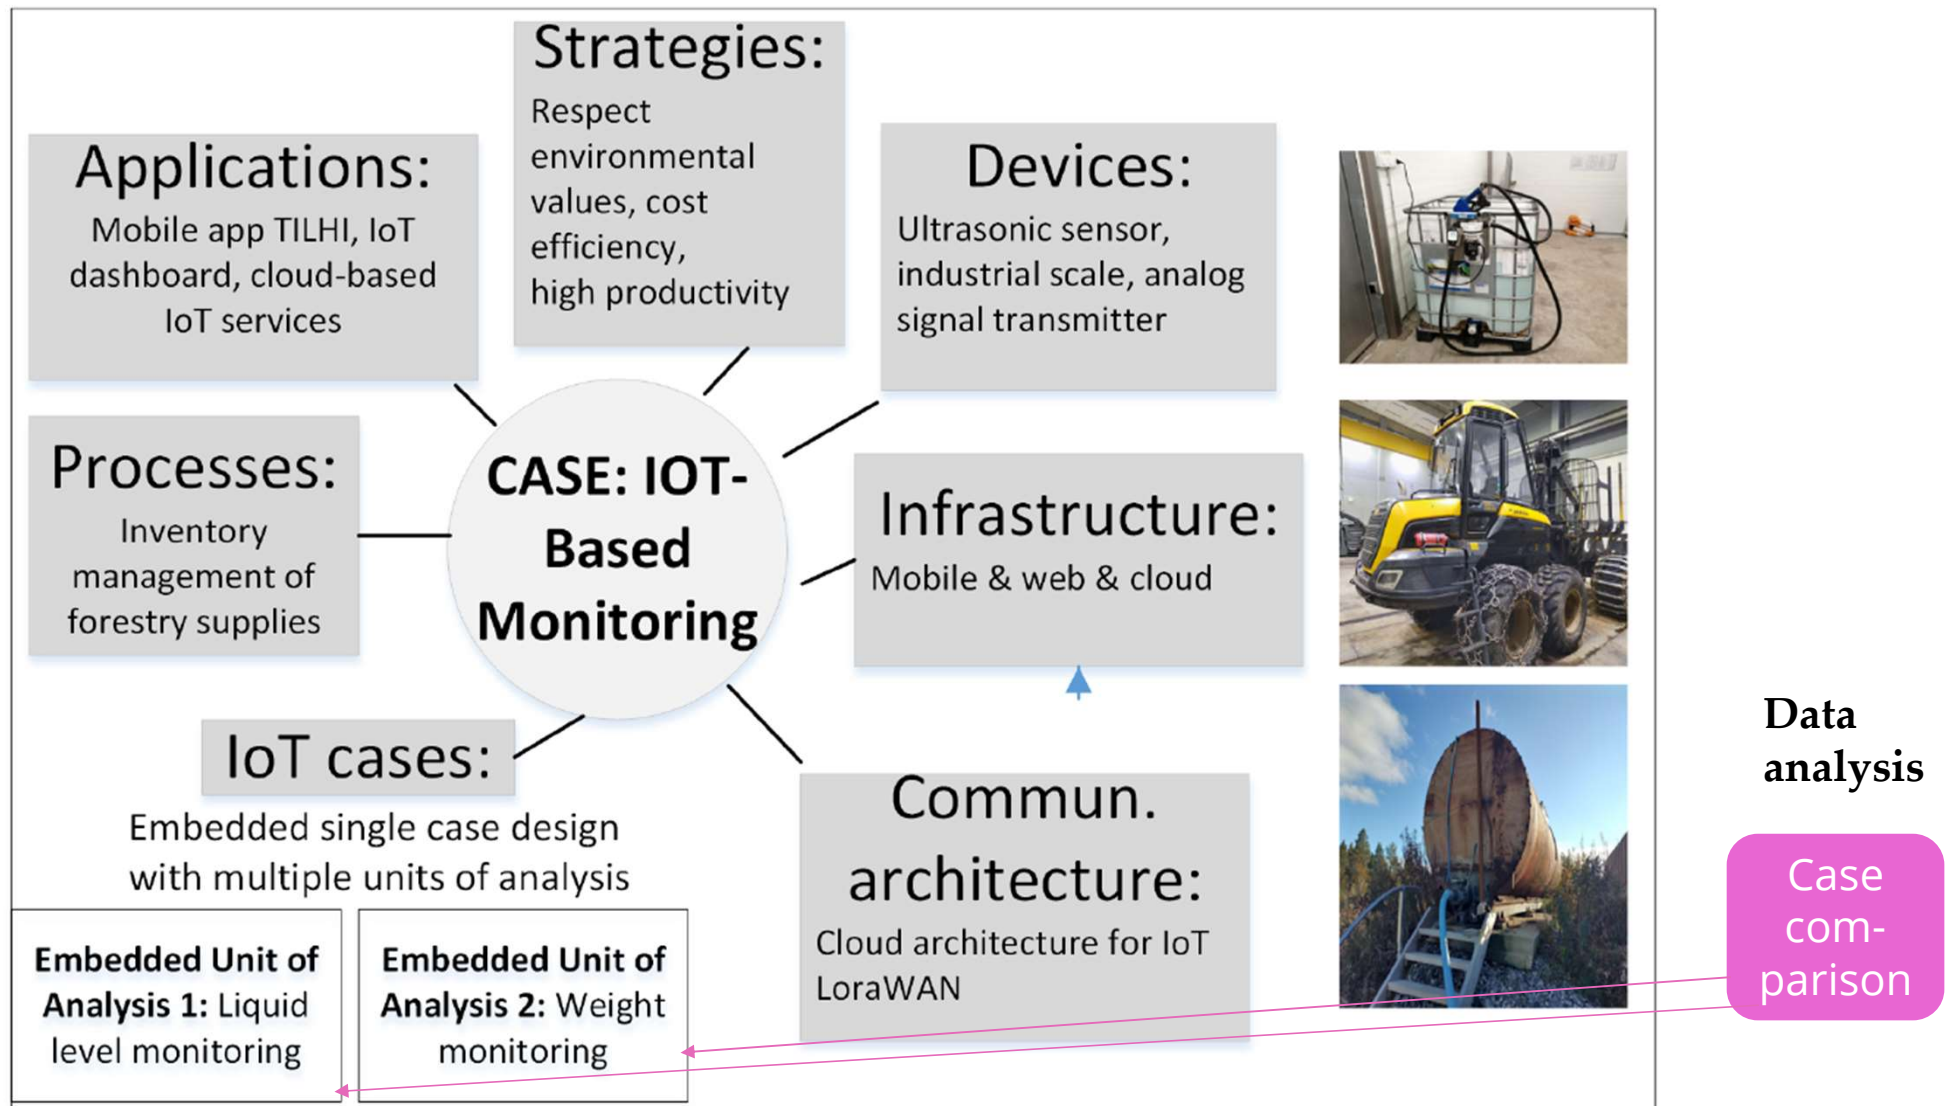 Strategies:
Respect
environmental
values, cost
efficiency,
high productivity
Applications:
Mobile app TILHI, IoT
dashboard, cloud-based
IoT services
Devices:
Ultrasonic sensor,
industrial scale, analog
signal transmitter
Processes:
Inventory
management of
forestry supplies
CASE: IOT-
Based
Monitoring
Infrastructure:
Mobile & web & cloud
IoT cases:
Embedded single case design
with multiple units of analysis
Embedded Unit of
Analysis 1: Liquid
level monitoring
Embedded Unit of
Analysis 2: Weight
monitoring
Commun.
architecture:
Cloud architecture for IoT
LoraWAN
Data
analysis
Case
com-
parison